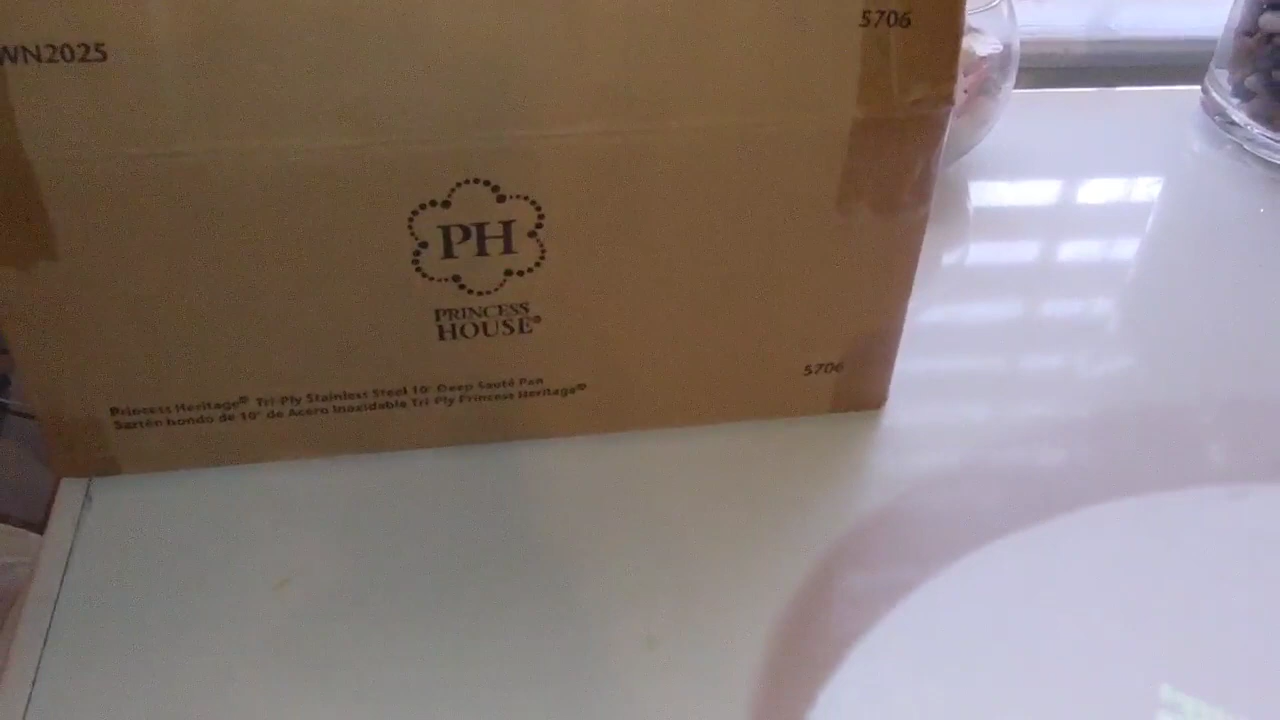 WN2025
5706
PH
PRINCESS
HOUSE®
5706
Princess Heritage® Tri-Ply Stainless Steel 10" Deep Sauté Pan
Sartén hondo de 10" de Acero Inoxidable Tri-Ply Princess Heritage®